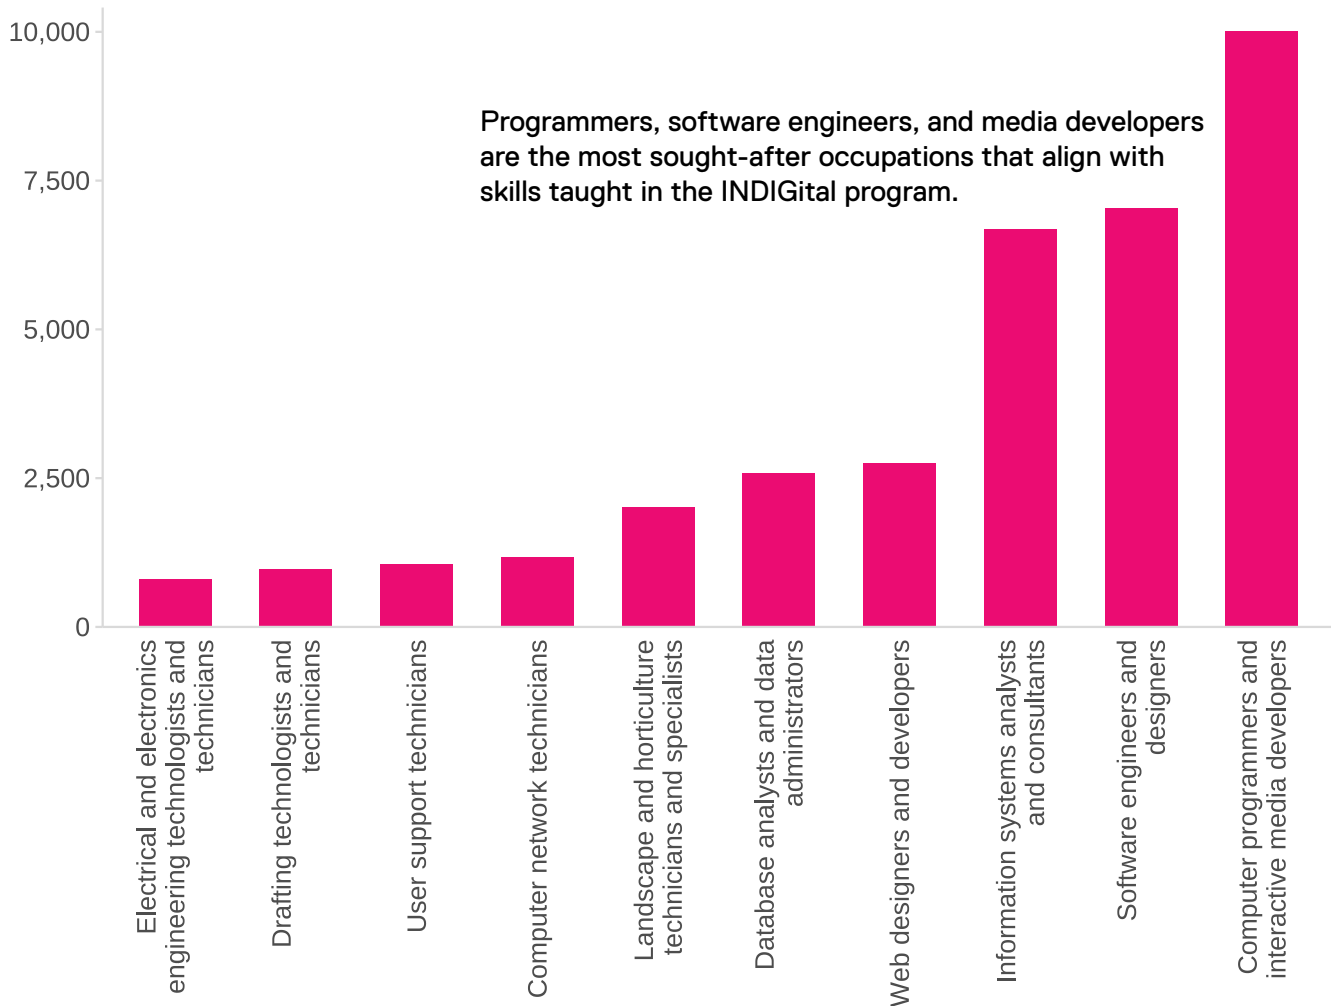 10,000
7,500
5,000
2,500
0
Programmers, software engineers, and media developers
are the most sought-after occupations that align with
skills taught in the INDIGital program.
Electrical and electronics
engineering technologists and
technicians
Drafting technologists and
technicians
User support technicians
Computer network technicians
Landscape and horticulture
technicians and specialists
Database analysts and data
administrators
Web designers and developers
Information systems analysts
and consultants
Software engineers and
designers
Computer programmers and
interactive media developers